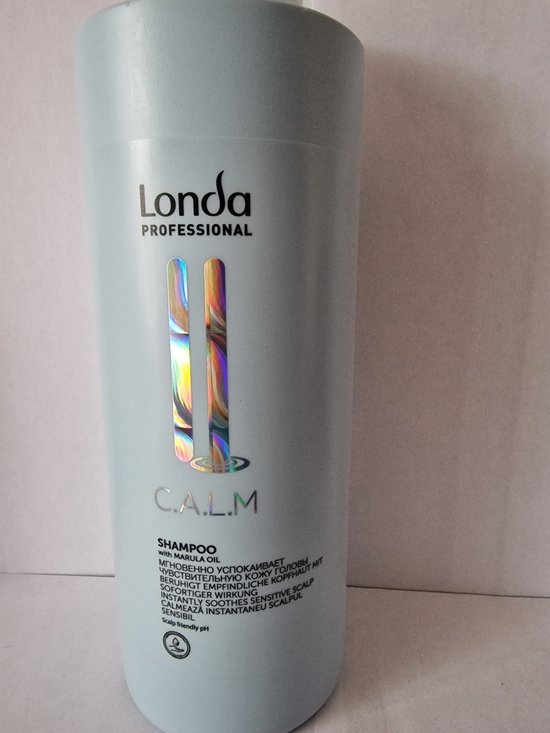 Londa
PROFESSIONAL
C.A.L.M
SHAMPOO
with MARULA OIL
МГНОВЕННО УСПОКАИВАЕТ
ЧУВСТВИТЕЛЬНУЮ КОЖУ ГОЛОВЫ
BERUHIGT EMPFINDLICHE KOPFHAUT MIT
SOFORTIGER WIRKUNG
INSTANTLY SOOTHES SENSITIVE SCALP
CALMEAZĂ INSTANTANEU SCALPUL
SENSIBIL
Scalp friendly pH